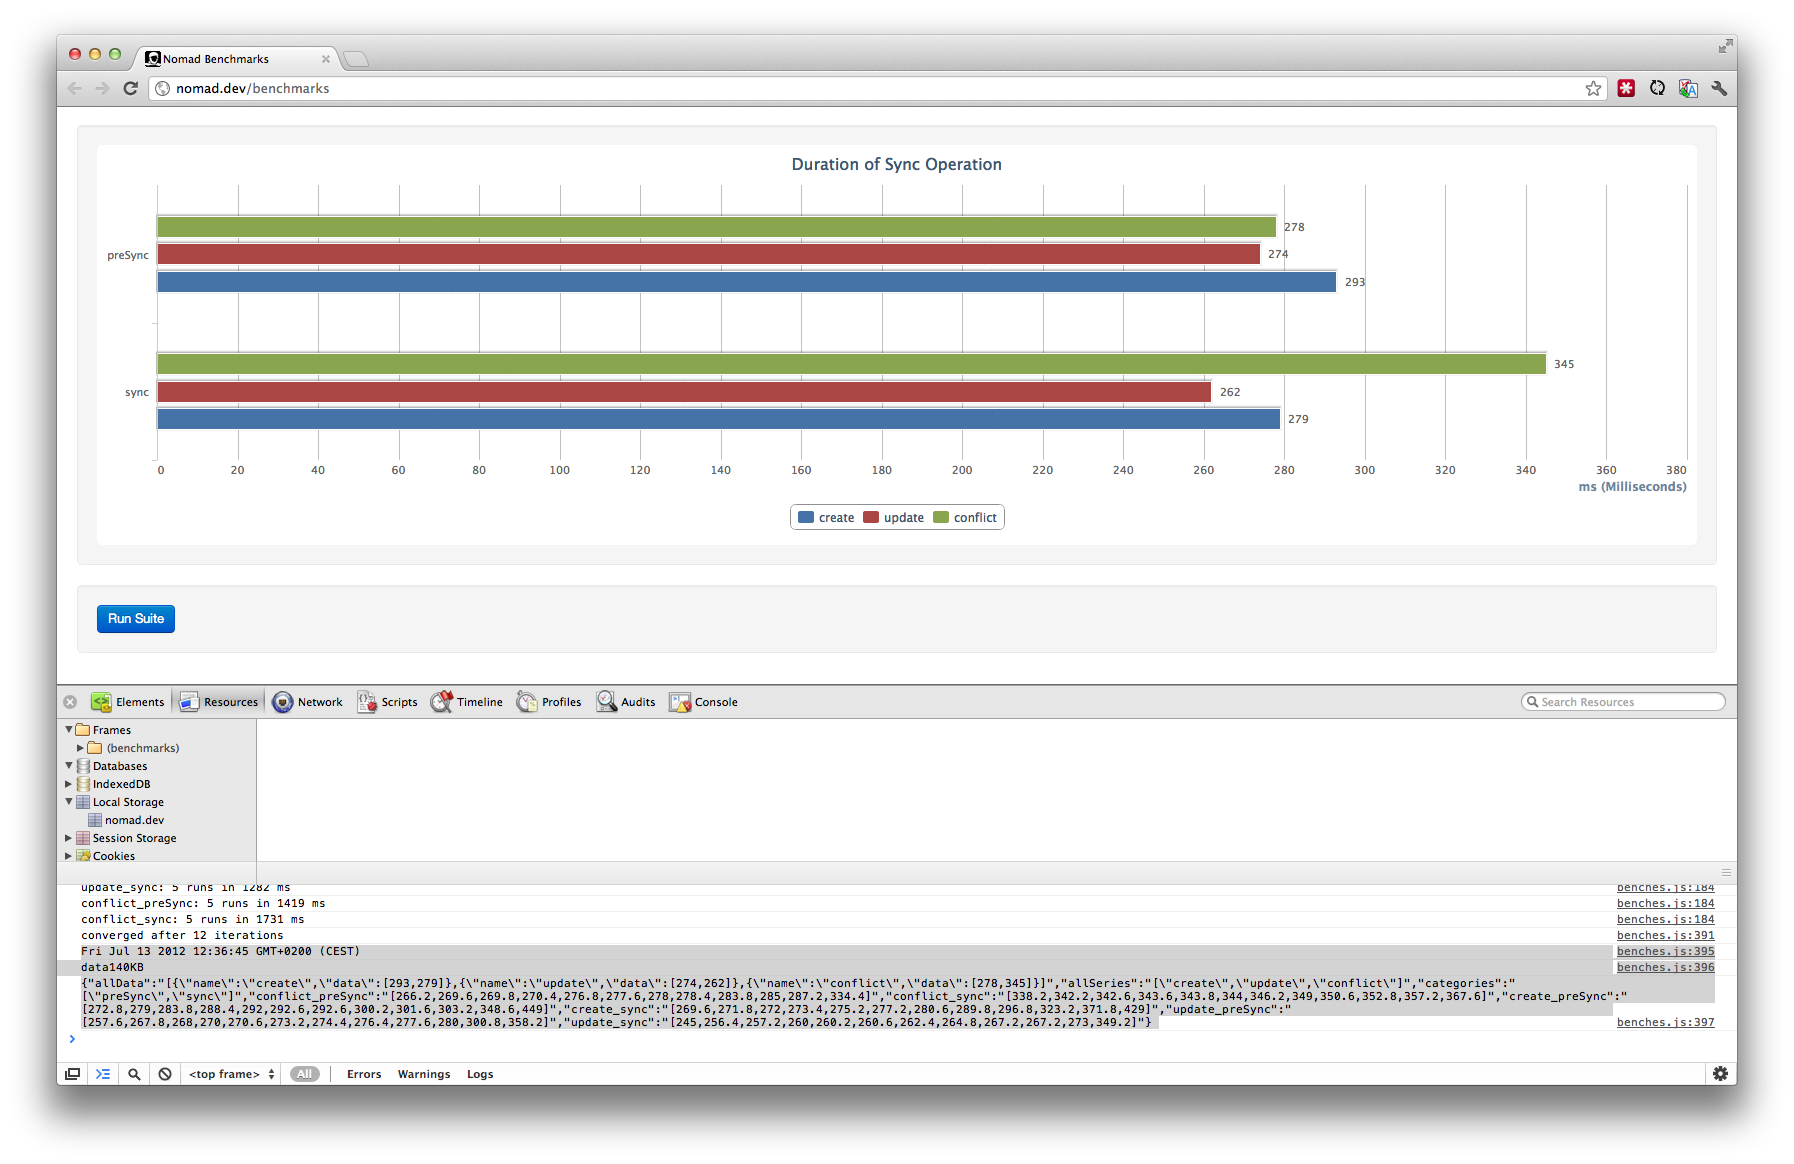 Nomad Benchmarks
nomad.dev/benchmarks
Duration of Sync Operation
278
preSync
274
293
345
sync
262
279
0 20 40 60 80 100 120 140 160 180 200 220 240 260 280 300 320 340 360 380
ms (Milliseconds)
create update conflict
Run Suite
Elements Resources Network Scripts Timeline Profiles Audits Console Search Resources
Frames
(benchmarks)
Databases
IndexedDB
Local Storage
nomad.dev
Session Storage
Cookies
update_sync: 5 runs in 1282 ms benches.js:184
conflict_preSync: 5 runs in 1419 ms benches.js:184
conflict_sync: 5 runs in 1731 ms benches.js:184
converged after 12 iterations benches.js:391
Fri Jul 13 2012 12:36:45 GMT+0200 (CEST) benches.js:395
data140KB benches.js:396
{"allData":"[{\"name\":\"create\",\"data\":[293,279]},{\"name\":\"update\",\"data\":[274,262]},{\"name\":\"conflict\",\"data\":[278,345]}]","allSeries":"[\"create\",\"update\",\"conflict\"]","categories":"
[\"preSync\",\"sync\"]","conflict_preSync":"[266.2,269.6,269.8,270.4,276.8,277.6,278,278.4,283.8,285,287.2,334.4]","conflict_sync":"[338.2,342.2,342.6,343.6,343.8,344,346.2,349,350.6,352.8,357.2,367.6]","create_preSync":"
[272.8,279,283.8,288.4,292,292.6,292.6,300.2,301.6,303.2,348.6,449]","create_sync":"[269.6,271.8,272,273.4,275.2,277.2,280.6,289.8,296.8,323.2,371.8,429]","update_preSync":"
[257.6,267.8,268,270,270.6,273.2,274.4,276.4,277.6,280,300.8,358.2]","update_sync":"[245,256.4,257.2,260,260.2,260.6,262.4,264.8,267.2,267.2,273,349.2]"} benches.js:397
<top frame> All Errors Warnings Logs